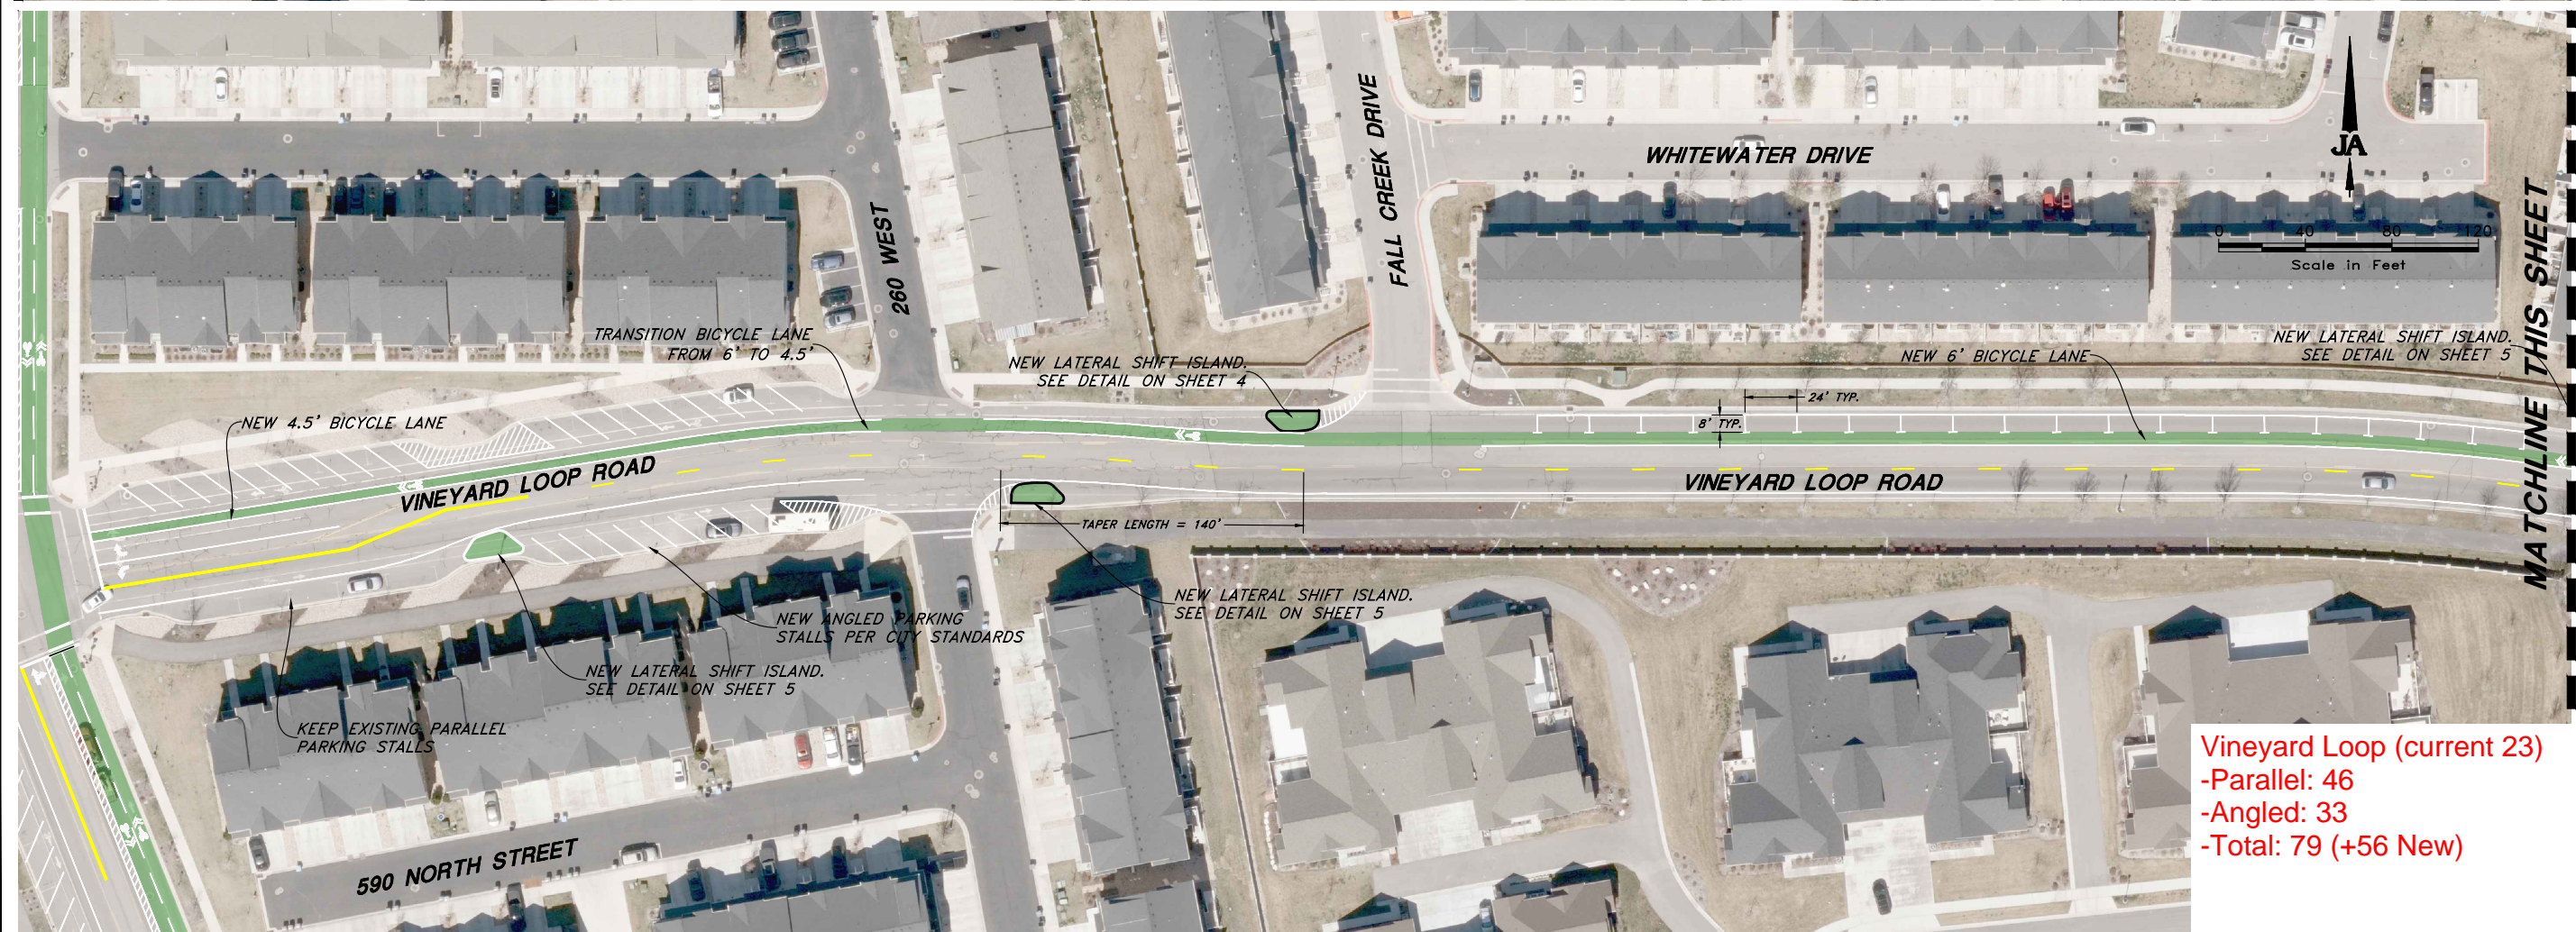 FALL CREEK DRIVE
WHITEWATER DRIVE
JA
0 40 80 120
Scale in Feet
MATCHLINE THIS SHEET
260 WEST
TRANSITION BICYCLE LANE
FROM 6' TO 4.5'
NEW LATERAL SHIFT ISLAND.
SEE DETAIL ON SHEET 4
NEW 6' BICYCLE LANE
NEW LATERAL SHIFT ISLAND.
SEE DETAIL ON SHEET 5
24' TYP.
8' TYP.
NEW 4.5' BICYCLE LANE
VINEYARD LOOP ROAD
VINEYARD LOOP ROAD
TAPER LENGTH = 140'
NEW LATERAL SHIFT ISLAND.
SEE DETAIL ON SHEET 5
NEW ANGLED PARKING
STALLS PER CITY STANDARDS
NEW LATERAL SHIFT ISLAND.
SEE DETAIL ON SHEET 5
KEEP EXISTING PARALLEL
PARKING STALLS
590 NORTH STREET
Vineyard Loop (current 23)
-Parallel: 46
-Angled: 33
-Total: 79 (+56 New)